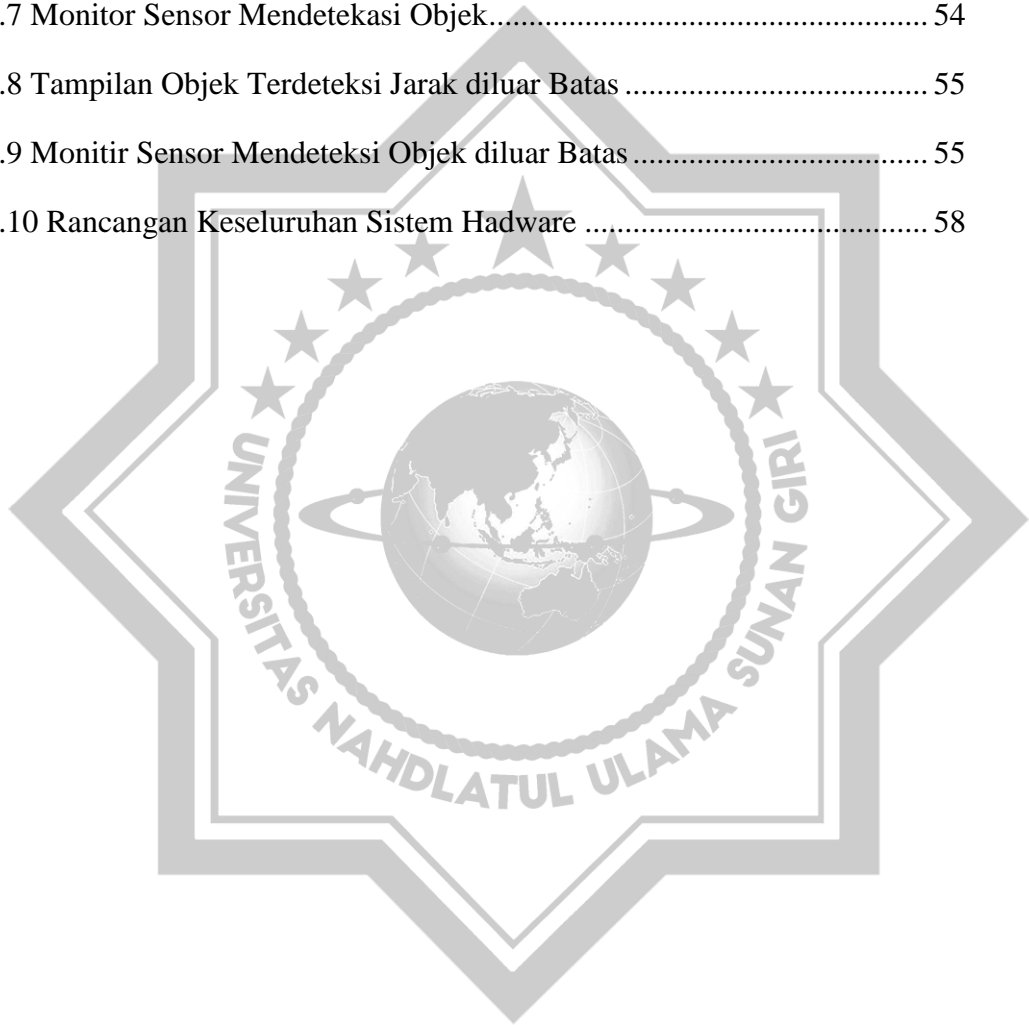 .7 Monitor Sensor Mendetekasi Objek.................................................... 54
.8 Tampilan Objek Terdeteksi Jarak diluar Batas .................................... 55
.9 Monitir Sensor Mendeteksi Objek diluar Batas ................................... 55
.10 Rancangan Keseluruhan Sistem Hadware ......................................... 58
UNIVERSITAS NAHDLATUL ULAMA SUNAN GIRI